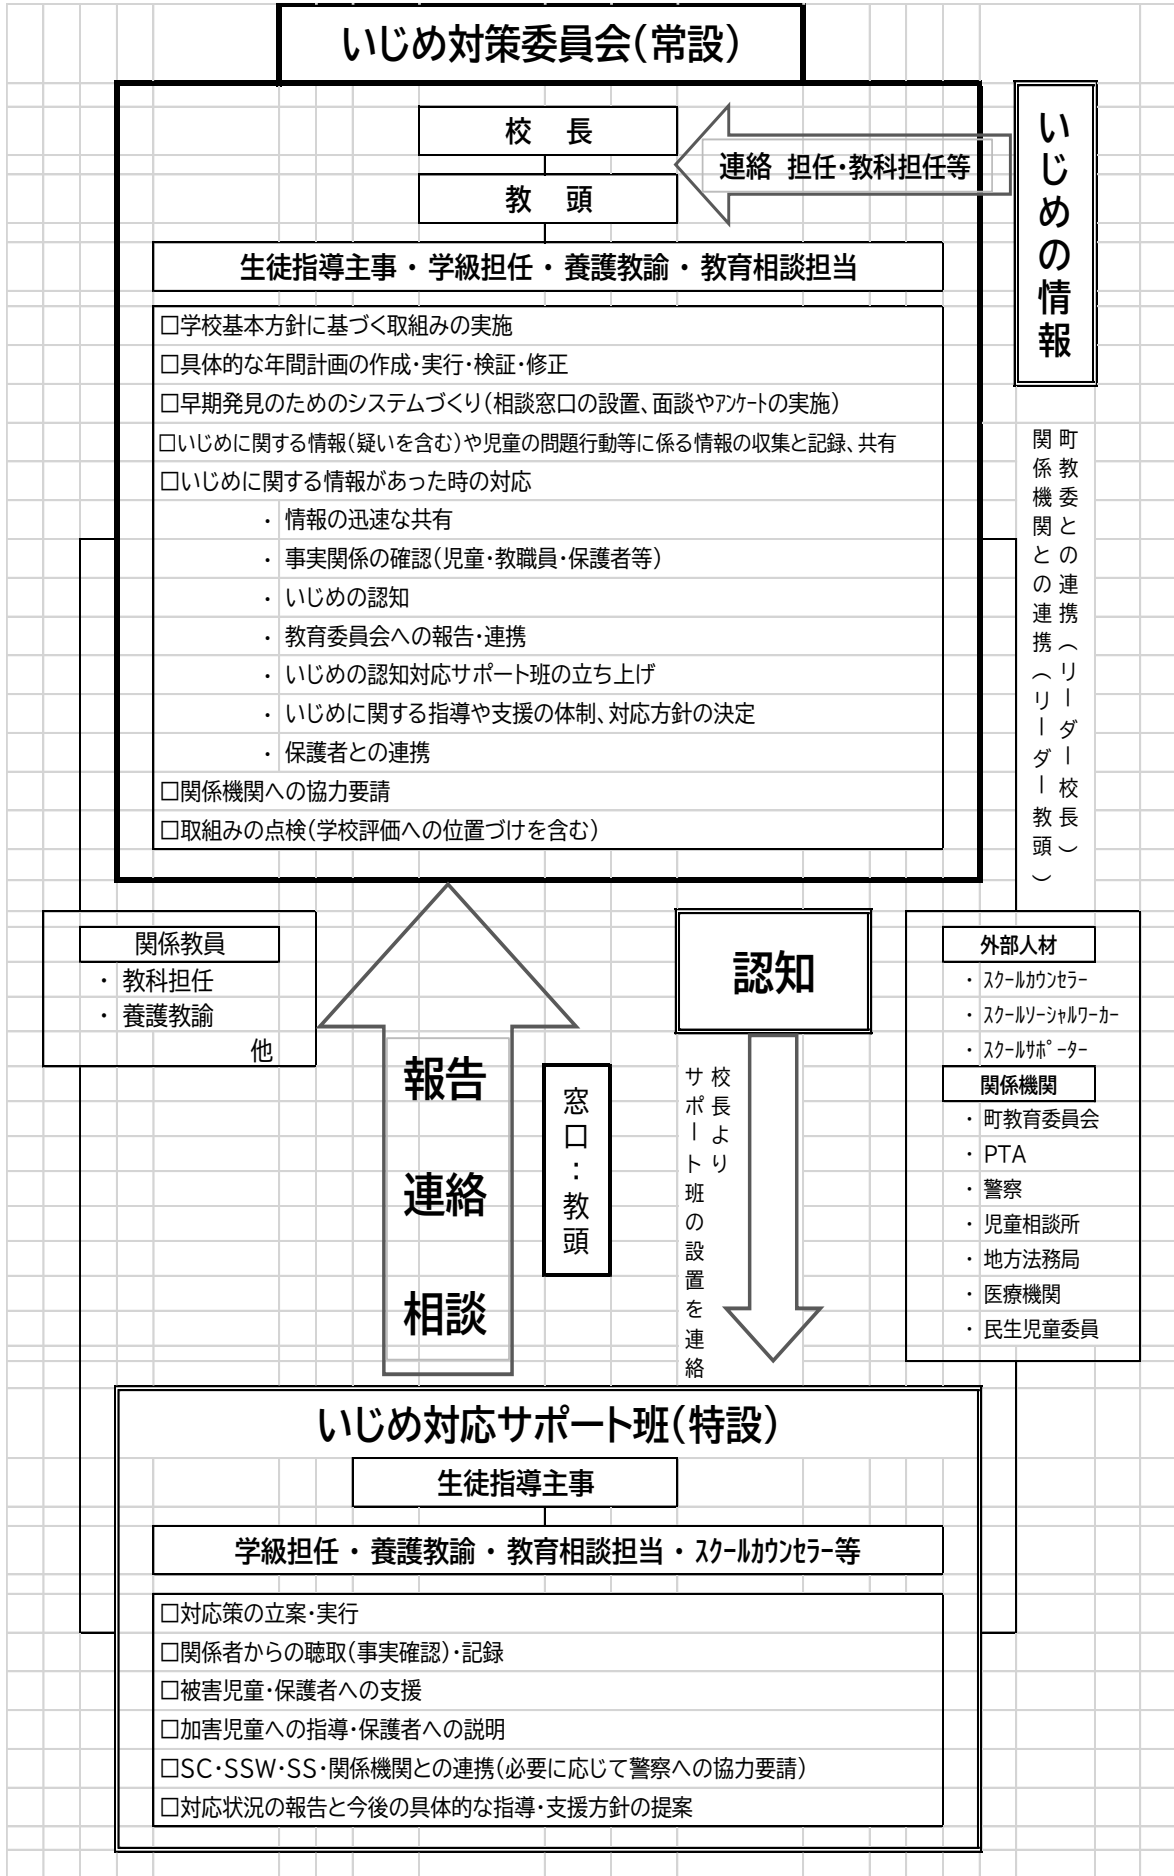 いじめ対策委員会(常設)
校　長
連絡 担任・教科担任等
教　頭
いじめの情報
生徒指導主事 ・ 学級担任 ・ 養護教諭 ・ 教育相談担当
□学校基本方針に基づく取組みの実施
□具体的な年間計画の作成・実行・検証・修正
□早期発見のためのシステムづくり(相談窓口の設置、面談やｱﾝｹｰﾄの実施)
□いじめに関する情報(疑いを含む)や児童の問題行動等に係る情報の収集と記録、共有
□いじめに関する情報があった時の対応
・ 情報の迅速な共有
・ 事実関係の確認(児童・教職員・保護者等)
・ いじめの認知
・ 教育委員会への報告・連携
・ いじめの認知対応サポート班の立ち上げ
・ いじめに関する指導や支援の体制、対応方針の決定
・ 保護者との連携
□関係機関への協力要請
□取組みの点検(学校評価への位置づけを含む)
町教委との連携(リーダー校長)
関係機関との連携(リーダー教頭)
関係教員
・ 教科担任
・ 養護教諭
他
報告
連絡
相談
窓口：教頭
認知
校長より
サポート班の設置を連絡
外部人材
・ ｽｸｰﾙｶｳﾝｾﾗｰ
・ ｽｸｰﾙｿｰｼｬﾙﾜｰｶｰ
・ ｽｸｰﾙｻﾎﾟｰﾀｰ
関係機関
・ 町教育委員会
・ PTA
・ 警察
・ 児童相談所
・ 地方法務局
・ 医療機関
・ 民生児童委員
いじめ対応サポート班(特設)
生徒指導主事
学級担任 ・ 養護教諭 ・ 教育相談担当 ・ ｽｸｰﾙｶｳﾝｾﾗｰ等
□対応策の立案・実行
□関係者からの聴取(事実確認)・記録
□被害児童・保護者への支援
□加害児童への指導・保護者への説明
□SC・SSW・SS・関係機関との連携(必要に応じて警察への協力要請)
□対応状況の報告と今後の具体的な指導・支援方針の提案